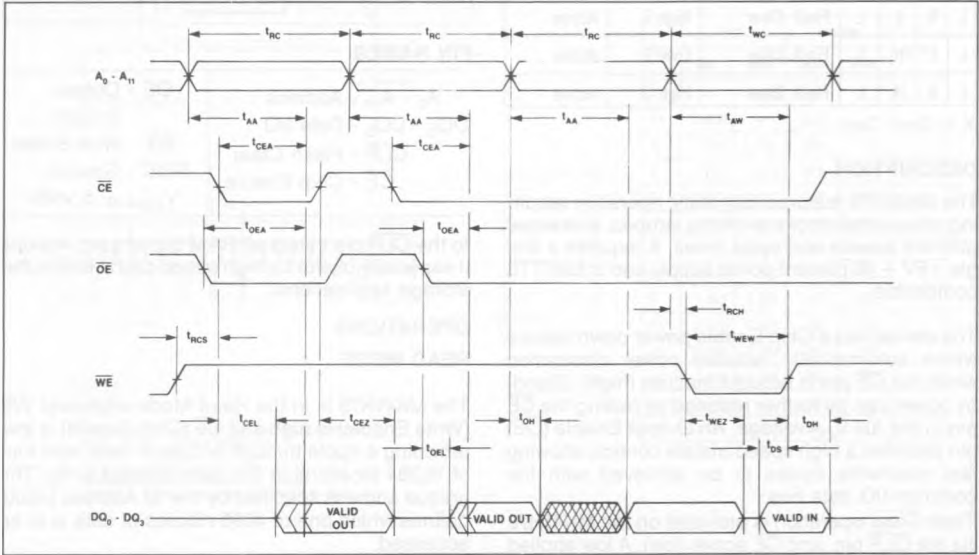 tRC tRC tRC tWC
A0 - A11
tAA tAA tAA tAW
tCEA tCEA
CE
tOEA tOEA
OE
tRCH
tRCS tWEW
WE
tCEL tCEZ tOH tWEZ tDH
tOEL tDS
DQ0 - DQ
VALID OUT VALID OUT VALID IN